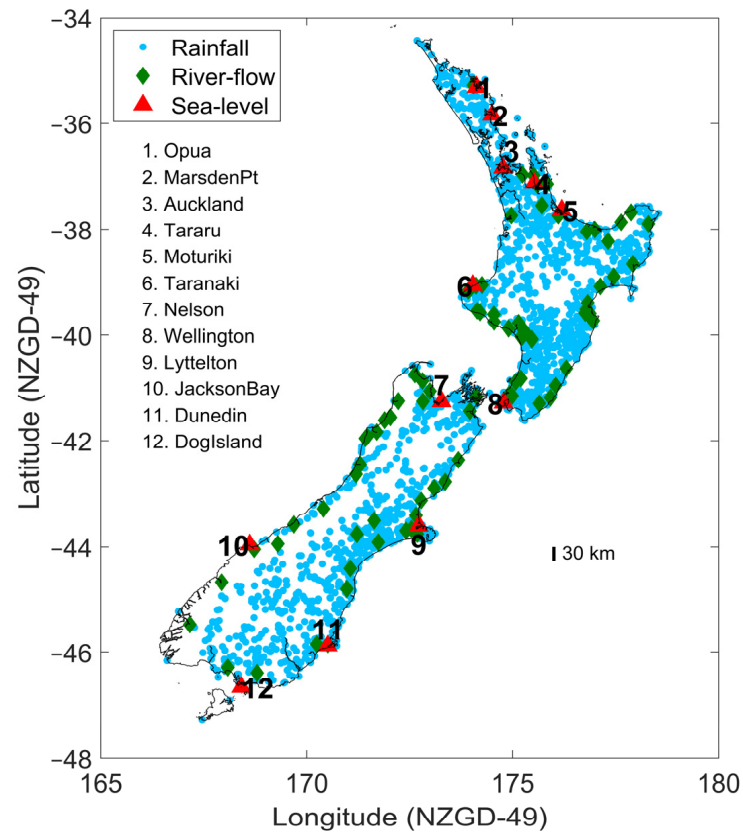 −34
−36
−38
−40
−42
−44
−46
−48
Latitude (NZGD-49)
Rainfall
River-flow
Sea-level
1. Opua
2. MarsdenPt
3. Auckland
4. Tararu
5. Moturiki
6. Taranaki
7. Nelson
8. Wellington
9. Lyttelton
10. JacksonBay
11. Dunedin
12. DogIsland
1
2
3
4
5
6
7
8
9
10
11
12
30 km
165
170
175
180
Longitude (NZGD-49)